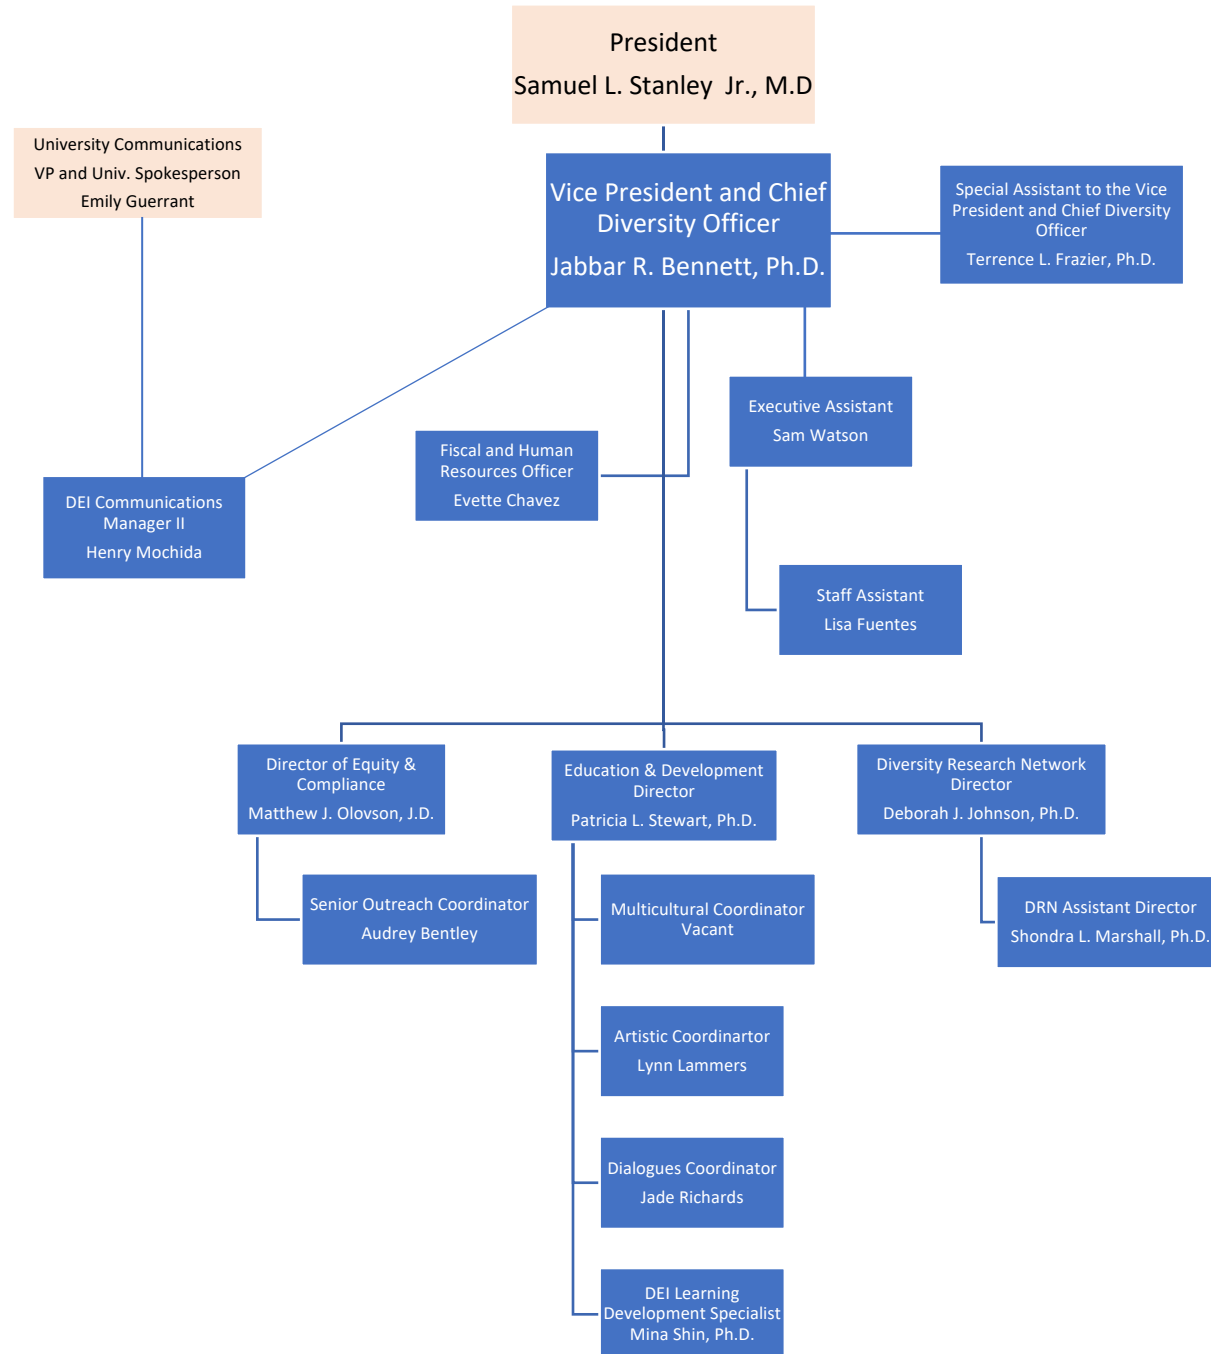 President
Samuel L. Stanley Jr., M.D
University Communications
VP and Univ. Spokesperson
Emily Guerrant
Vice President and Chief
Diversity Officer
Jabbar R. Bennett, Ph.D.
Special Assistant to the Vice
President and Chief Diversity
Officer
Terrence L. Frazier, Ph.D.
Executive Assistant
Sam Watson
Fiscal and Human
Resources Officer
Evette Chavez
DEI Communications
Manager II
Henry Mochida
Staff Assistant
Lisa Fuentes
Director of Equity &
Compliance
Matthew J. Olovson, J.D.
Education & Development
Director
Patricia L. Stewart, Ph.D.
Diversity Research Network
Director
Deborah J. Johnson, Ph.D.
Senior Outreach Coordinator
Audrey Bentley
Multicultural Coordinator
Vacant
DRN Assistant Director
Shondra L. Marshall, Ph.D.
Artistic Coordinartor
Lynn Lammers
Dialogues Coordinator
Jade Richards
DEI Learning
Development Specialist
Mina Shin, Ph.D.